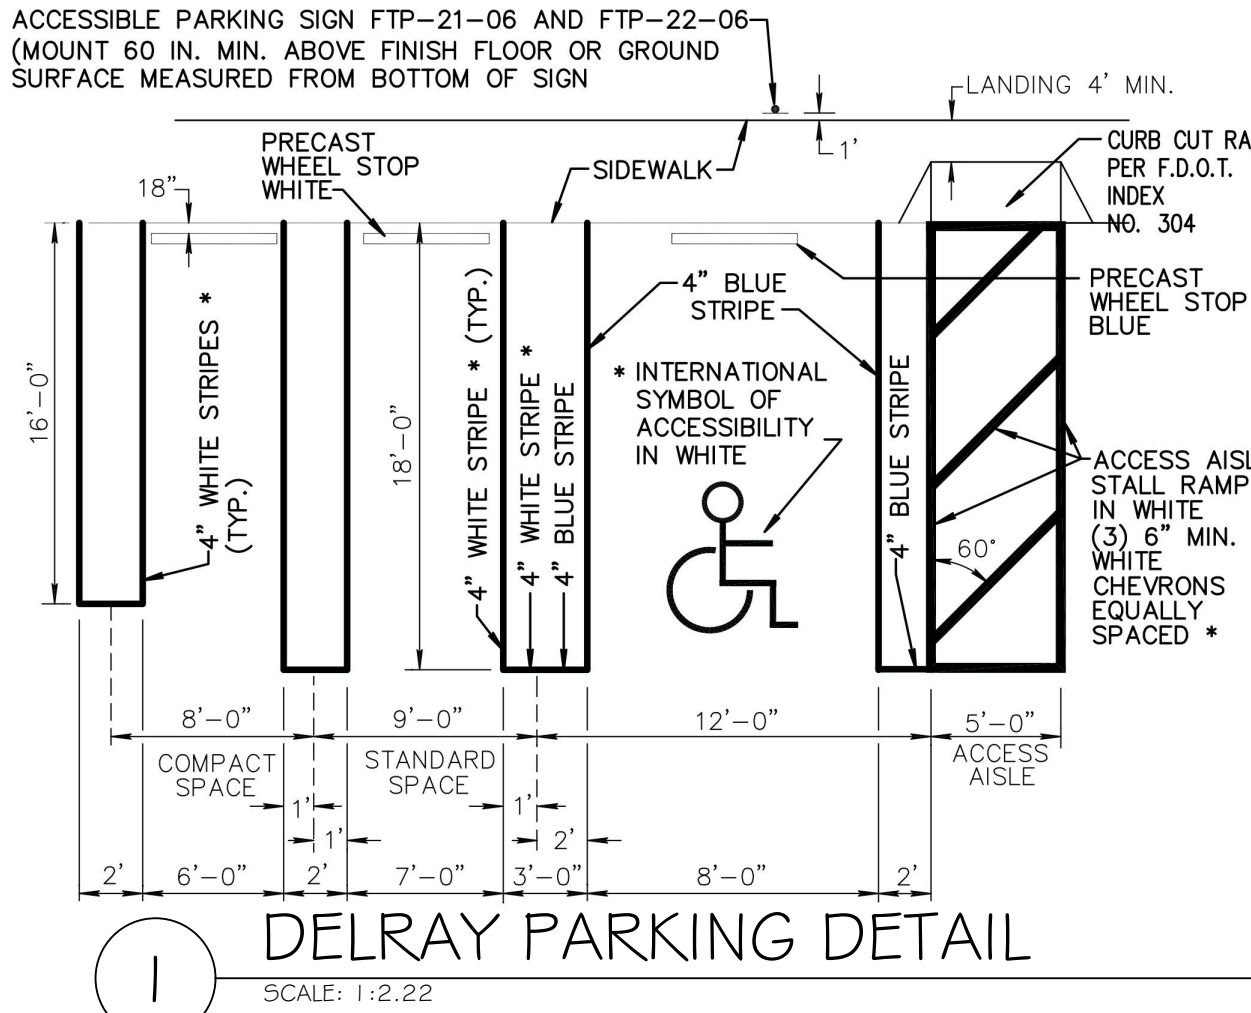 ACCESSIBLE PARKING SIGN FTP-21-06 AND FTP-22-06
(MOUNT 60 IN. MIN. ABOVE FINISH FLOOR OR GROUND
SURFACE MEASURED FROM BOTTOM OF SIGN
LANDING 4' MIN.
1'
PRECAST
WHEEL STOP
WHITE
SIDEWALK
CURB CUT RA
PER F.D.O.T.
INDEX
NO. 304
18"
4" BLUE
STRIPE
PRECAST
WHEEL STOP
BLUE
16'-0"
4" WHITE STRIPES *
(TYP.)
18'-0"
4" WHITE STRIPE * (TYP.)
4" WHITE STRIPE *
4" BLUE STRIPE
* INTERNATIONAL
SYMBOL OF
ACCESSIBILITY
IN WHITE
4" BLUE STRIPE
60°
ACCESS AISL
STALL RAMP
IN WHITE
(3) 6" MIN.
WHITE
CHEVRONS
EQUALLY
SPACED *
8'-0"
9'-0"
12'-0"
5'-0"
COMPACT
SPACE
STANDARD
SPACE
ACCESS
AISLE
1'
1'
1'
2'
2'
6'-0"
2'
7'-0"
3'-0"
8'-0"
2'
1
DELRAY PARKING DETAIL
SCALE: 1:2.22